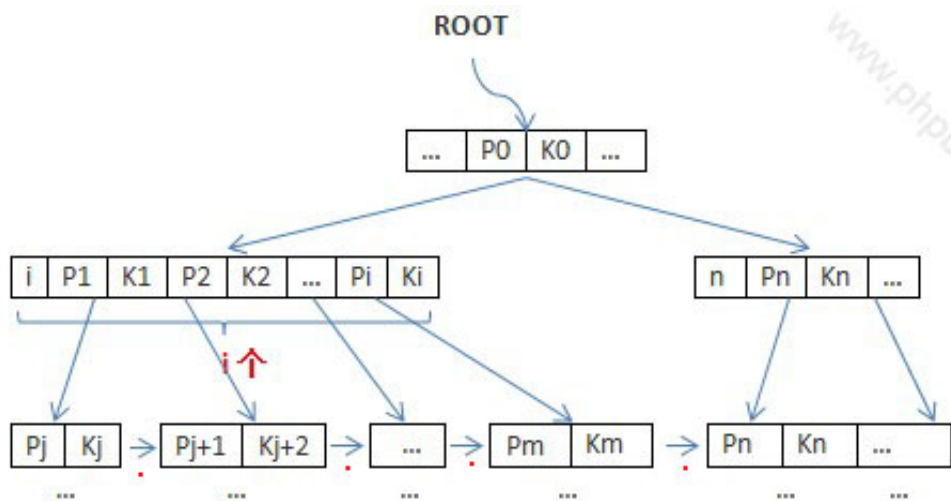 ROOT
... P0 K0 ...
i P1 K1 P2 K2 ... Pi Ki
n Pn Kn ...
i 个
Pj Kj
Pj+1 Kj+2
...
Pm Km
Pn Kn ...
... ... ... ... ... ...